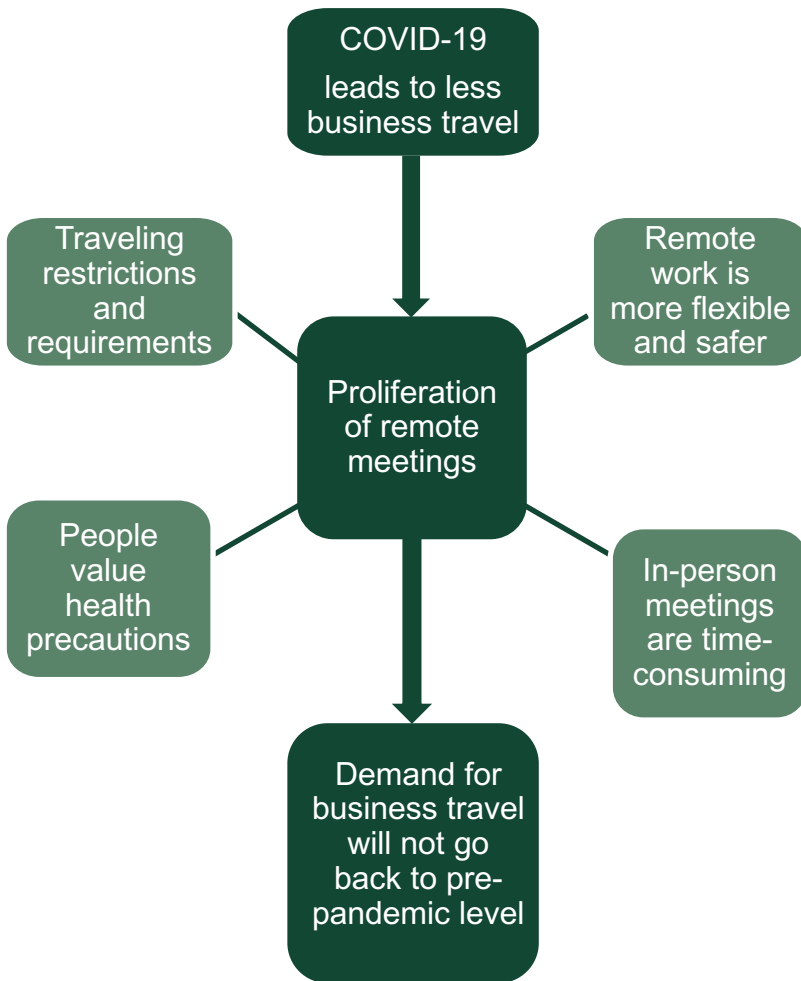 COVID-19
leads to less
business travel
Traveling
restrictions
and
requirements
Remote
work is
more flexible
and safer
Proliferation
of remote
meetings
People
value
health
precautions
In-person
meetings
are time-
consuming
Demand for
business travel
will not go
back to pre-
pandemic level